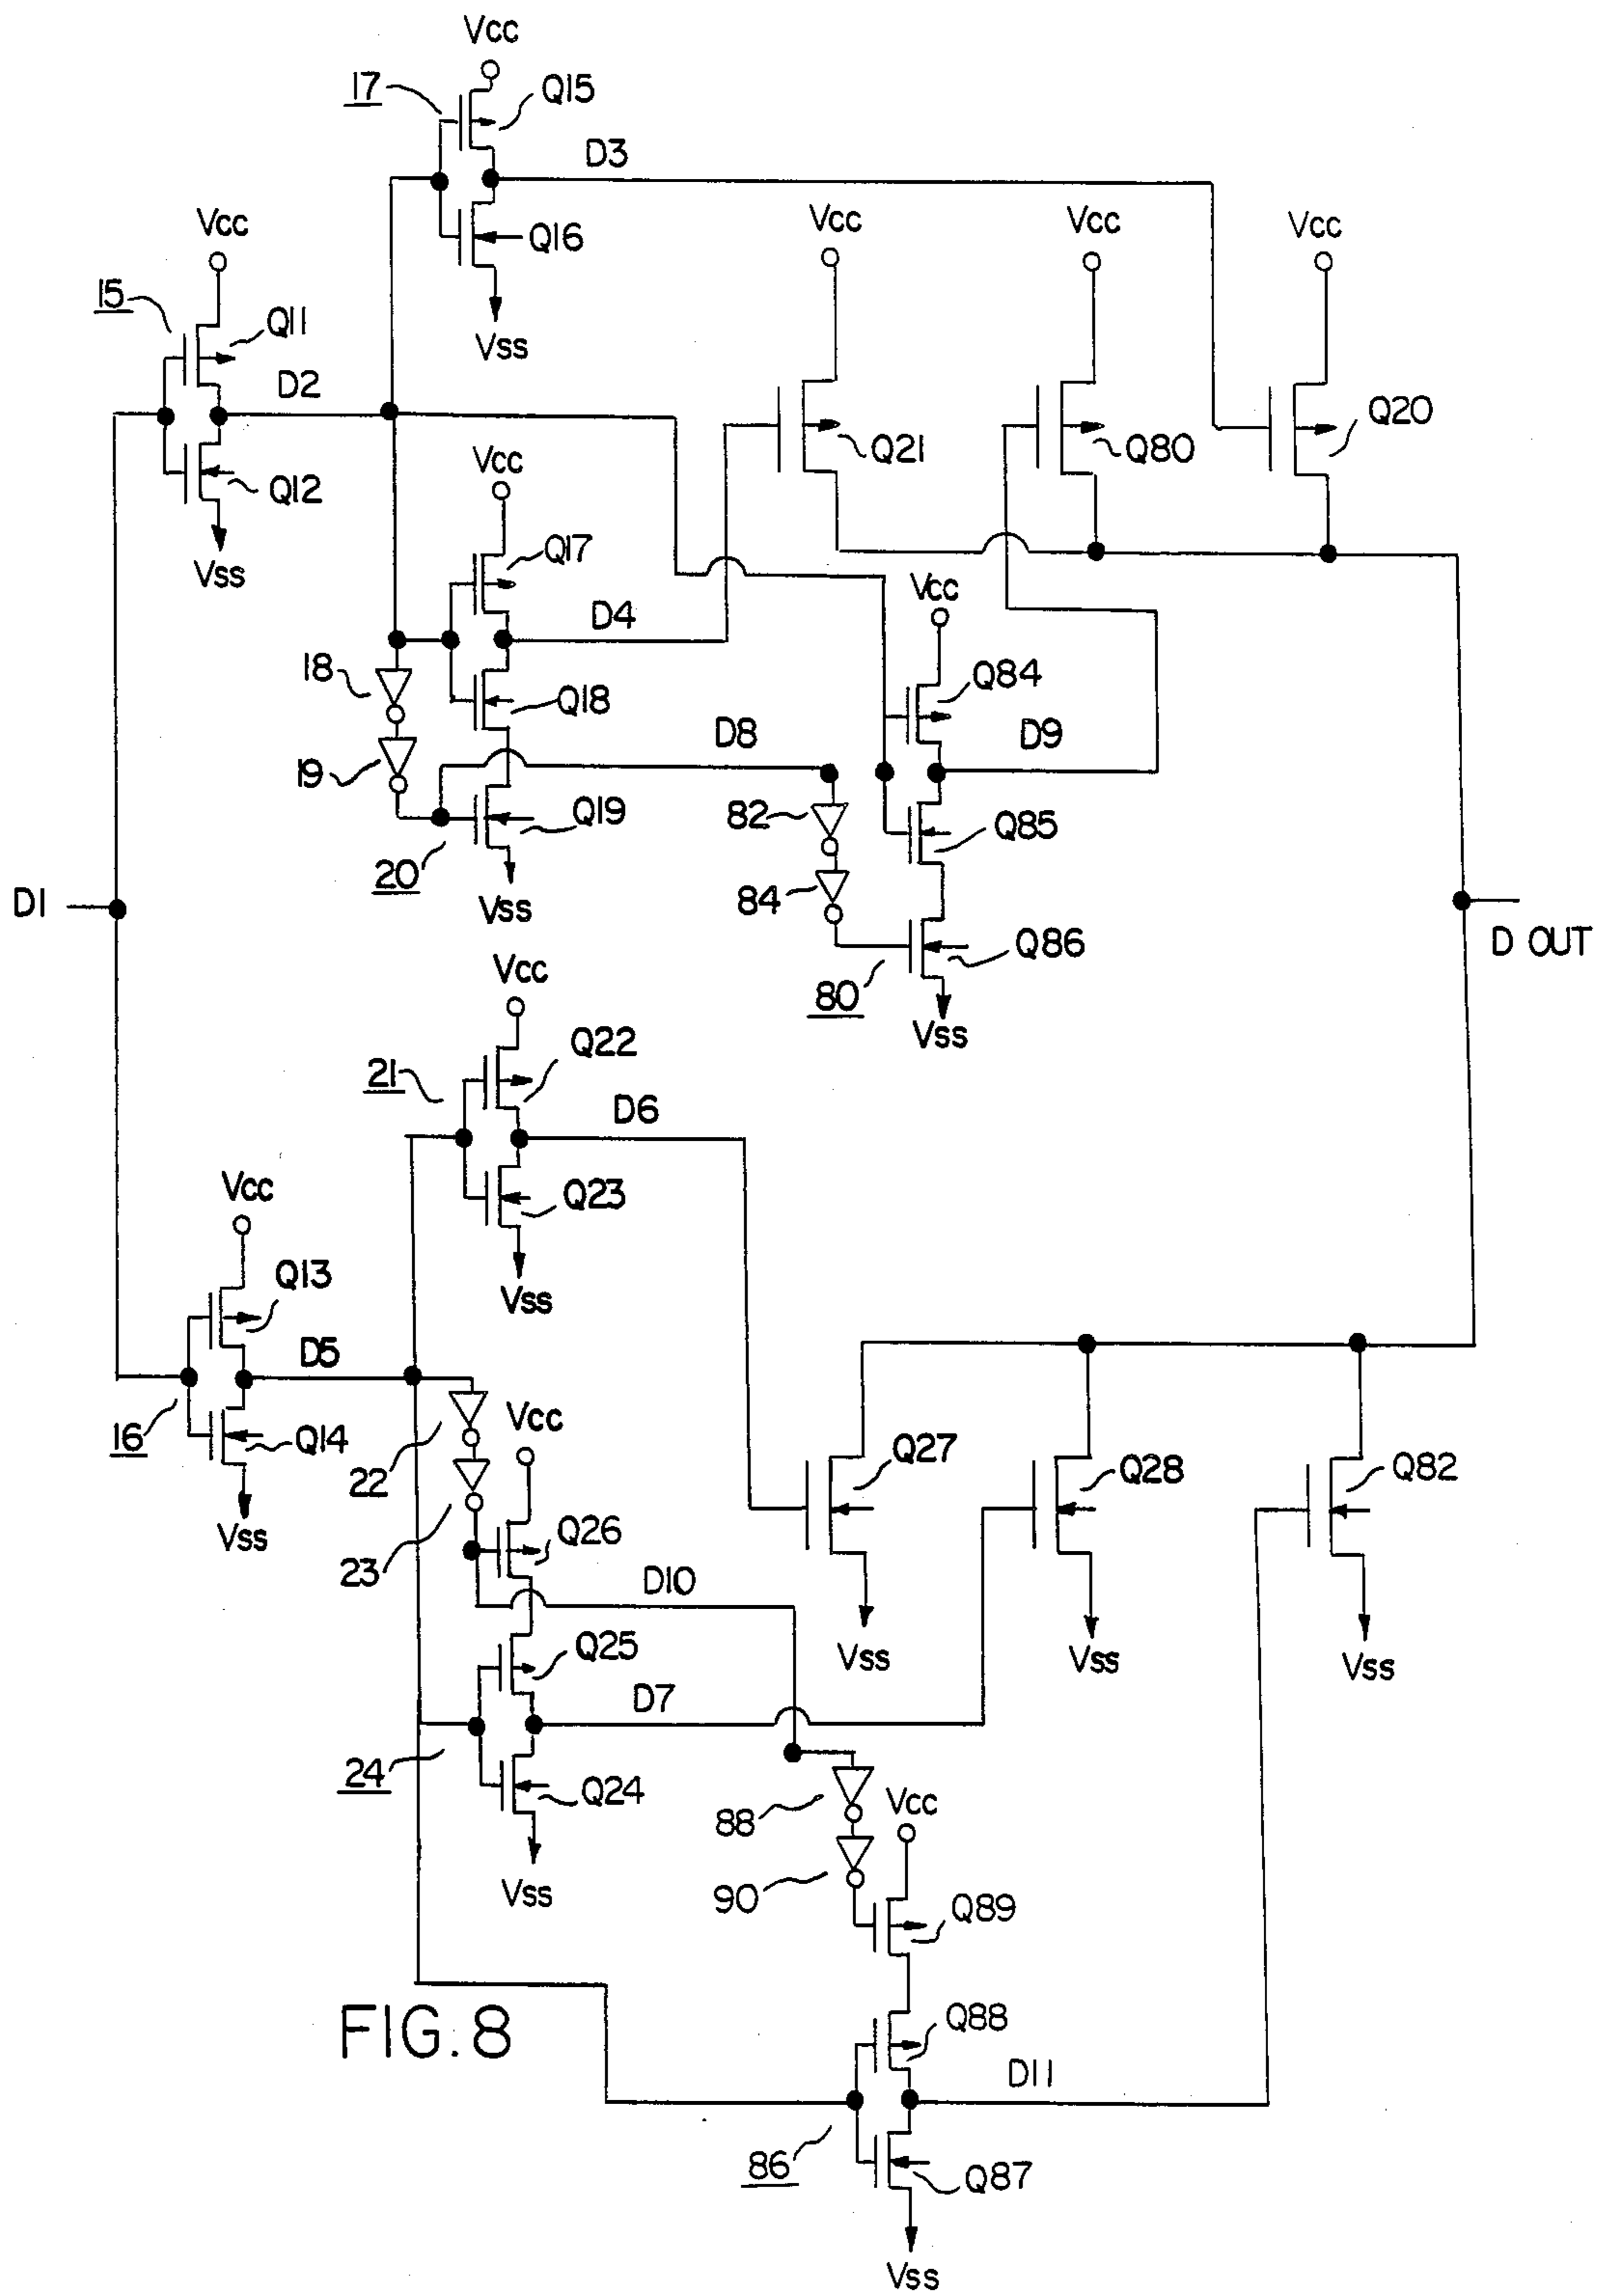 Vcc
17
Q15
D3
Vcc
Q16
Vcc
Vcc
Vcc
15
Q11
Vss
D2
Q20
Q21
Q80
Q12
Vcc
Vss
Q17
Vcc
D4
18
Q84
Q18
D8
D9
19
Q19
82
Q85
20
84
D1
Vss
Q86
D OUT
Vcc
80
Vss
Q22
21
D6
Vcc
Q23
Q13
Vss
D5
Vcc
16
Q14
Q27
Q28
Q82
22
Vss
Q26
23
D10
Q25
Vss
Vss
Vss
D7
24
Q24
88
Vcc
Vss
90
Q89
FIG. 8
Q88
D11
86
Q87
Vss